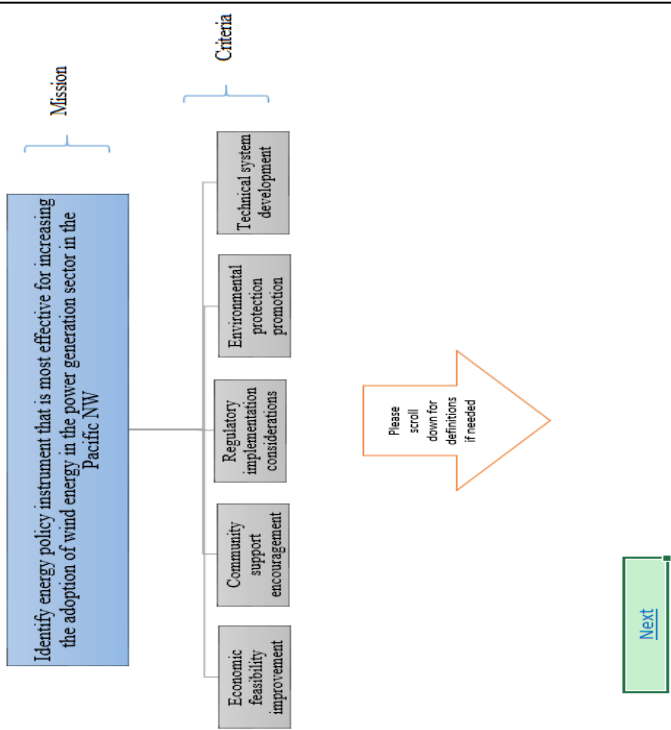 Mission
Identify energy policy instrument that is most effective for increasing
the adoption of wind energy in the power generation sector in the
Pacific NW
Criteria
Economic
feasibility
improvement
Community
support
encouragement
Regulatory
implementation
considerations
Environmental
protection
promotion
Technical system
development
Please
scroll
down for
definitions
if needed
Next